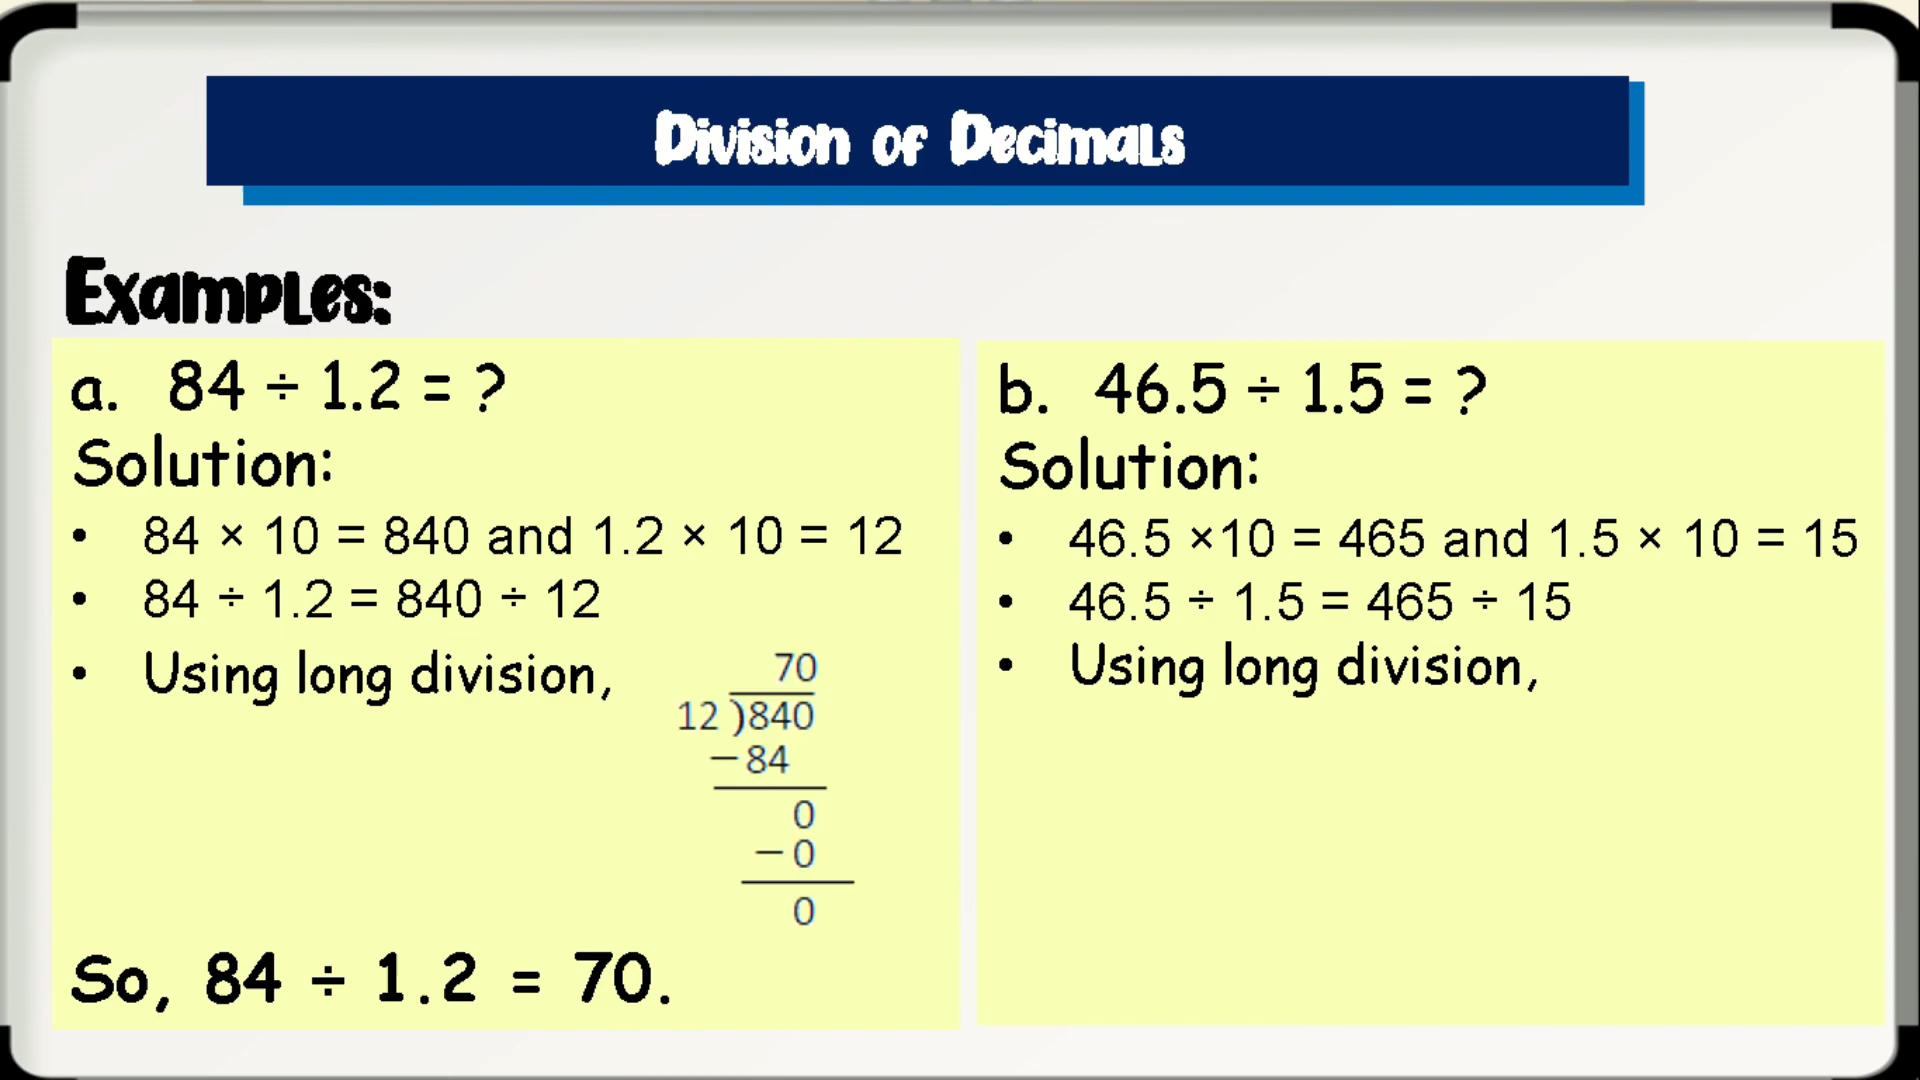 Division of Decimals
Examples:
a. 84 ÷ 1.2 = ?
Solution:
• 84 × 10 = 840 and 1.2 × 10 = 12
• 84 ÷ 1.2 = 840 ÷ 12
• Using long division,
70
12 )840
−84
0
−0
0
So, 84 ÷ 1.2 = 70.
b. 46.5 ÷ 1.5 = ?
Solution:
• 46.5 ×10 = 465 and 1.5 × 10 = 15
• 46.5 ÷ 1.5 = 465 ÷ 15
• Using long division,